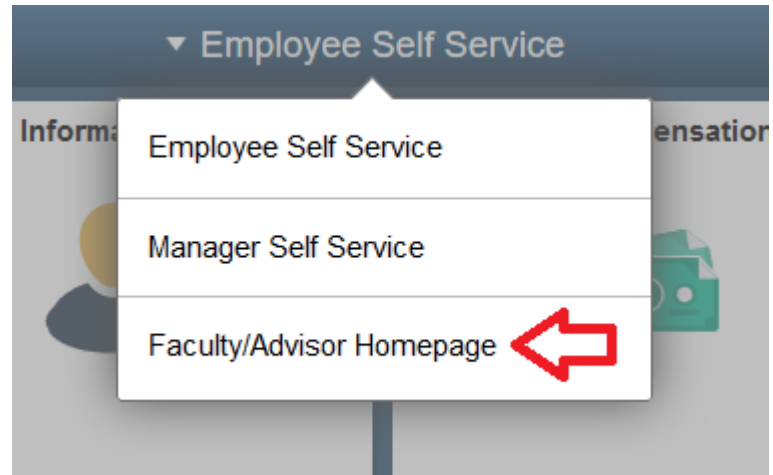 Employee Self Service
Employee Self Service
Manager Self Service
Faculty/Advisor Homepage